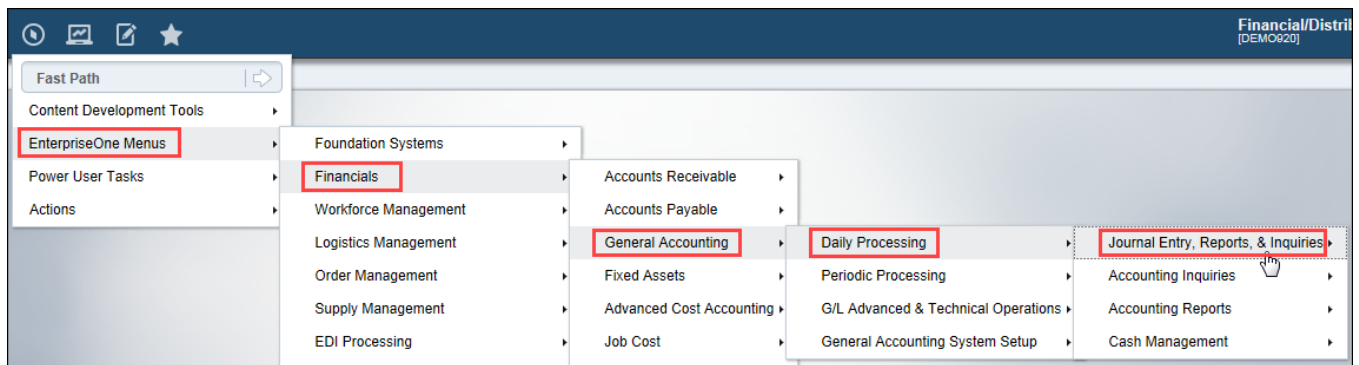 Financial/Distri
[DEMO920]
Fast Path
Content Development Tools
EnterpriseOne Menus
Power User Tasks
Actions
Foundation Systems
Financials
Workforce Management
Logistics Management
Order Management
Supply Management
EDI Processing
Accounts Receivable
Accounts Payable
General Accounting
Fixed Assets
Advanced Cost Accounting
Job Cost
Daily Processing
Periodic Processing
G/L Advanced & Technical Operations
General Accounting System Setup
Journal Entry, Reports, & Inquiries
Accounting Inquiries
Accounting Reports
Cash Management